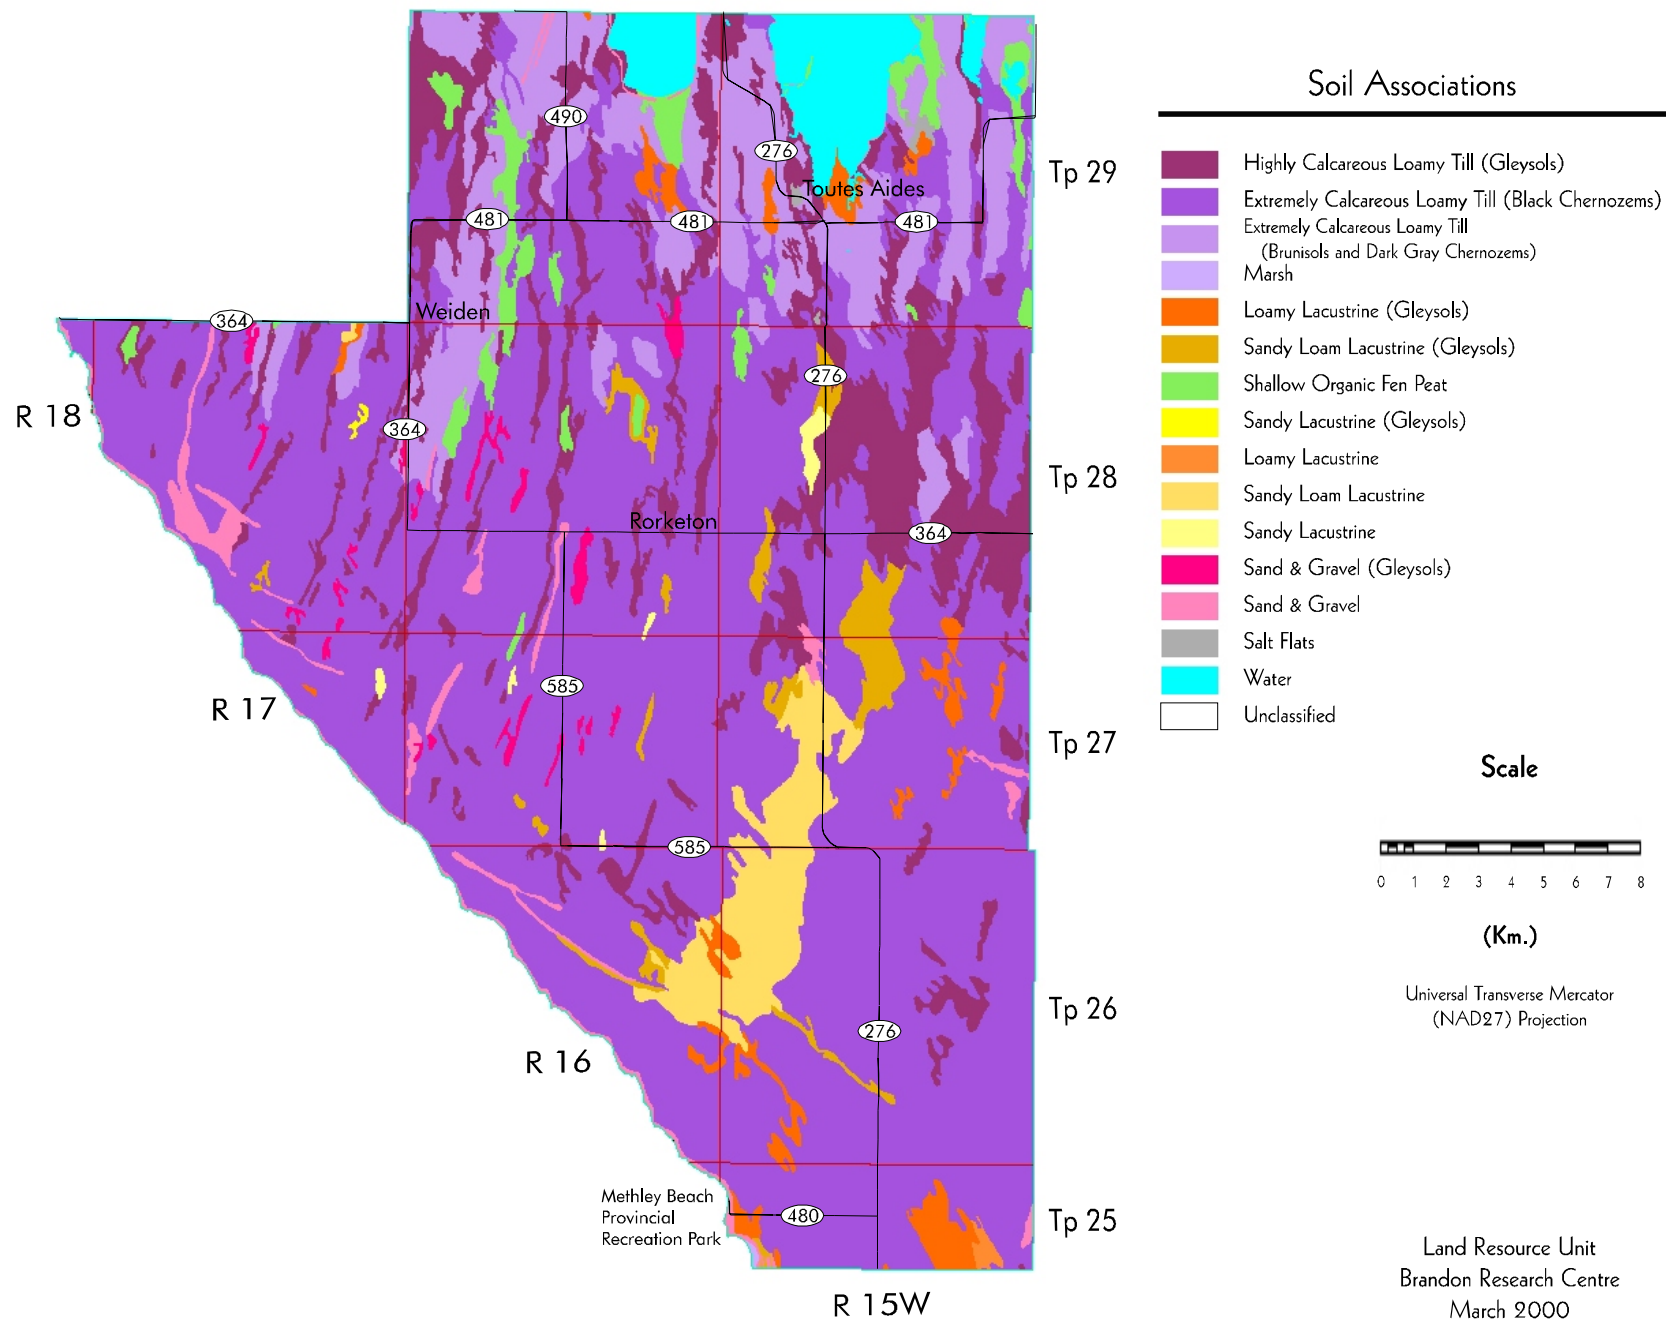 Soil Associations
Highly Calcareous Loamy Till (Gleysols)
Extremely Calcareous Loamy Till (Black Chernozems)
Extremely Calcareous Loamy Till
(Brunisols and Dark Gray Chernozems)
Marsh
Loamy Lacustrine (Gleysols)
Sandy Loam Lacustrine (Gleysols)
Shallow Organic Fen Peat
Sandy Lacustrine (Gleysols)
Loamy Lacustrine
Sandy Loam Lacustrine
Sandy Lacustrine
Sand & Gravel (Gleysols)
Sand & Gravel
Salt Flats
Water
Unclassified
490
276
Tp 29
Toutes Aides
481
481
481
Weiden
364
276
R 18
364
Tp 28
Rorketon
364
585
R 17
Tp 27
585
Tp 26
276
R 16
Methley Beach
Provincial
Recreation Park
480
Tp 25
R 15W
Scale
0 1 2 3 4 5 6 7 8
(Km.)
Universal Transverse Mercator
(NAD27) Projection
Land Resource Unit
Brandon Research Centre
March 2000